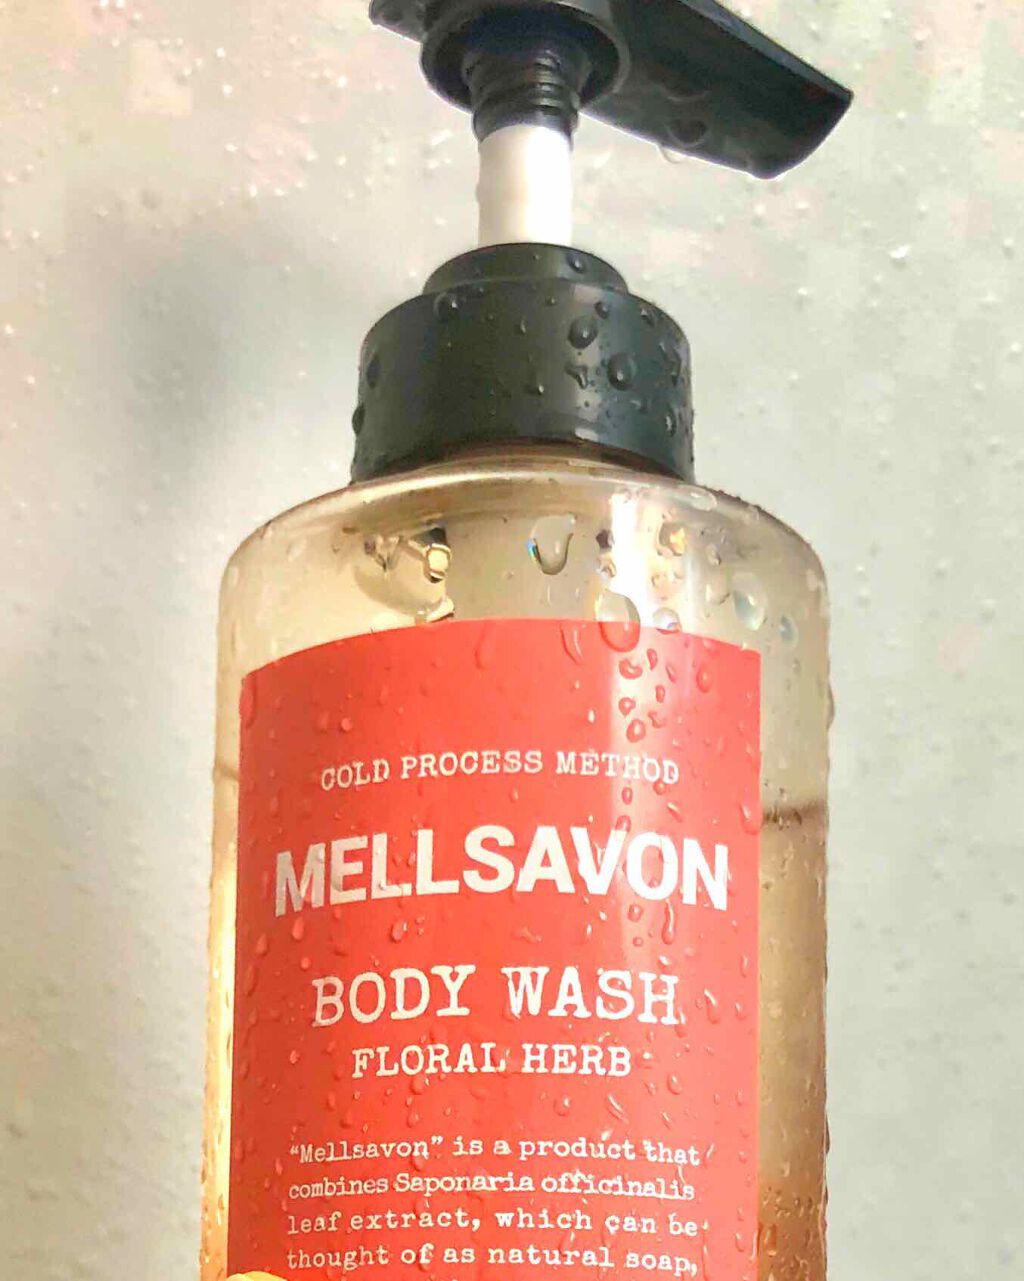 COLD PROCESS METHOD
MELLSAVON
BODY WASH
FLORAL HERB
“Mellsavon” is a product that
combines Saponaria officinalis
leaf extract, which can be
thought of as natural soap,